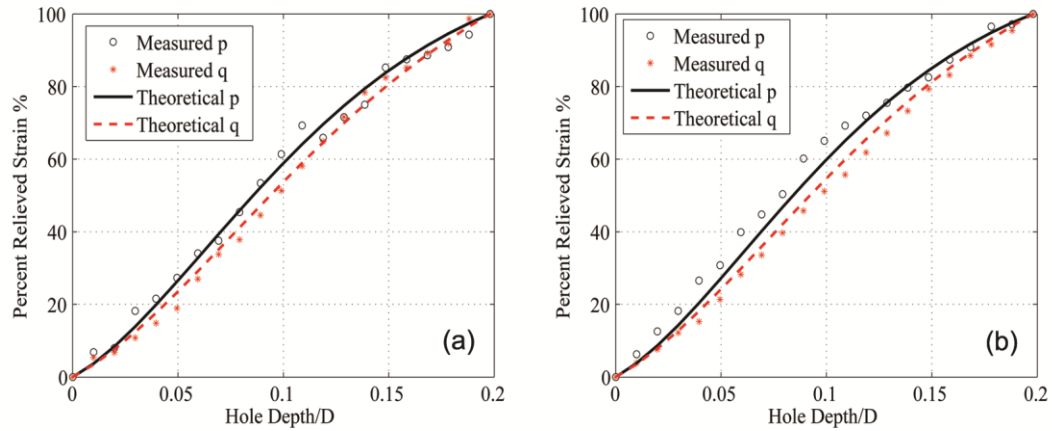 Percent Relieved Strain %
100
80
60
40
20
0
Measured p
Measured q
Theoretical p
Theoretical q
(a)
0
0.05
0.1
0.15
0.2
Hole Depth/D
Percent Relieved Strain %
100
80
60
40
20
0
Measured p
Measured q
Theoretical p
Theoretical q
(b)
0
0.05
0.1
0.15
0.2
Hole Depth/D